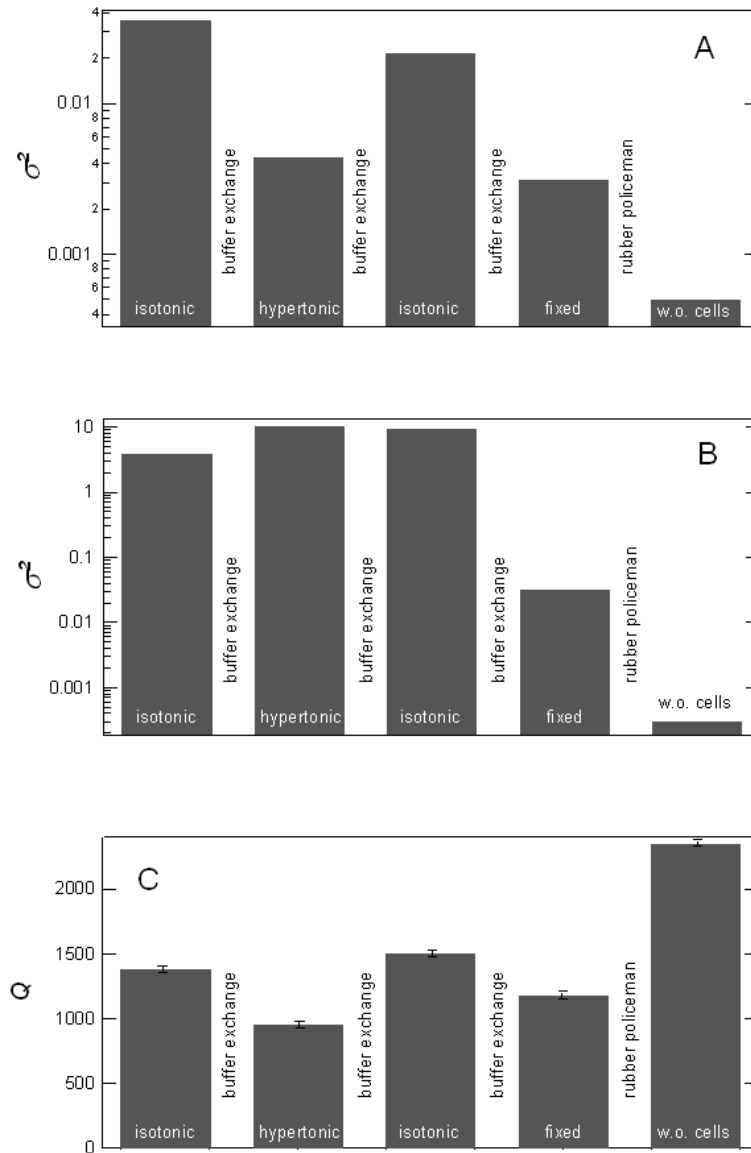 A
4
2
0.01
8
6
4
2
0.001
8
6
4
σ²
isotonic
buffer exchange
hypertonic
buffer exchange
isotonic
buffer exchange
fixed
rubber policeman
w.o. cells
B
10
1
0.1
0.01
0.001
σ²
isotonic
buffer exchange
hypertonic
buffer exchange
isotonic
buffer exchange
fixed
rubber policeman
w.o. cells
C
2000
1500
1000
500
0
Q
isotonic
buffer exchange
hypertonic
buffer exchange
isotonic
buffer exchange
fixed
rubber policeman
w.o. cells